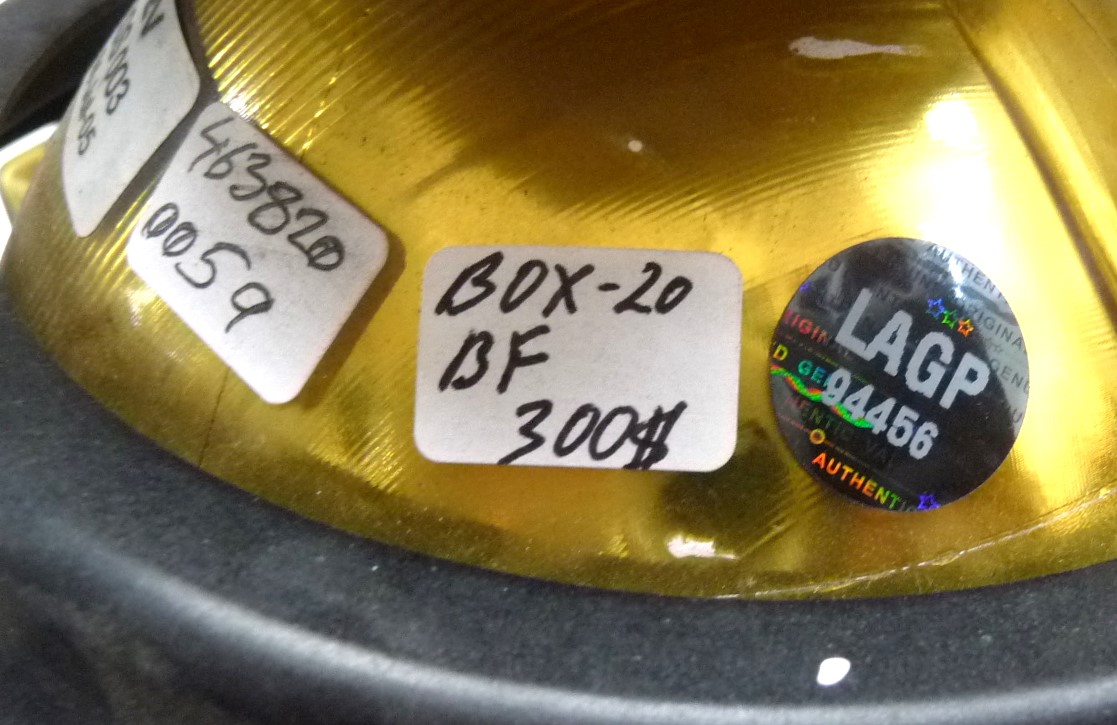 463820
0059
BOX-20
BF
300$
LAGP
94456
AUTHENTI